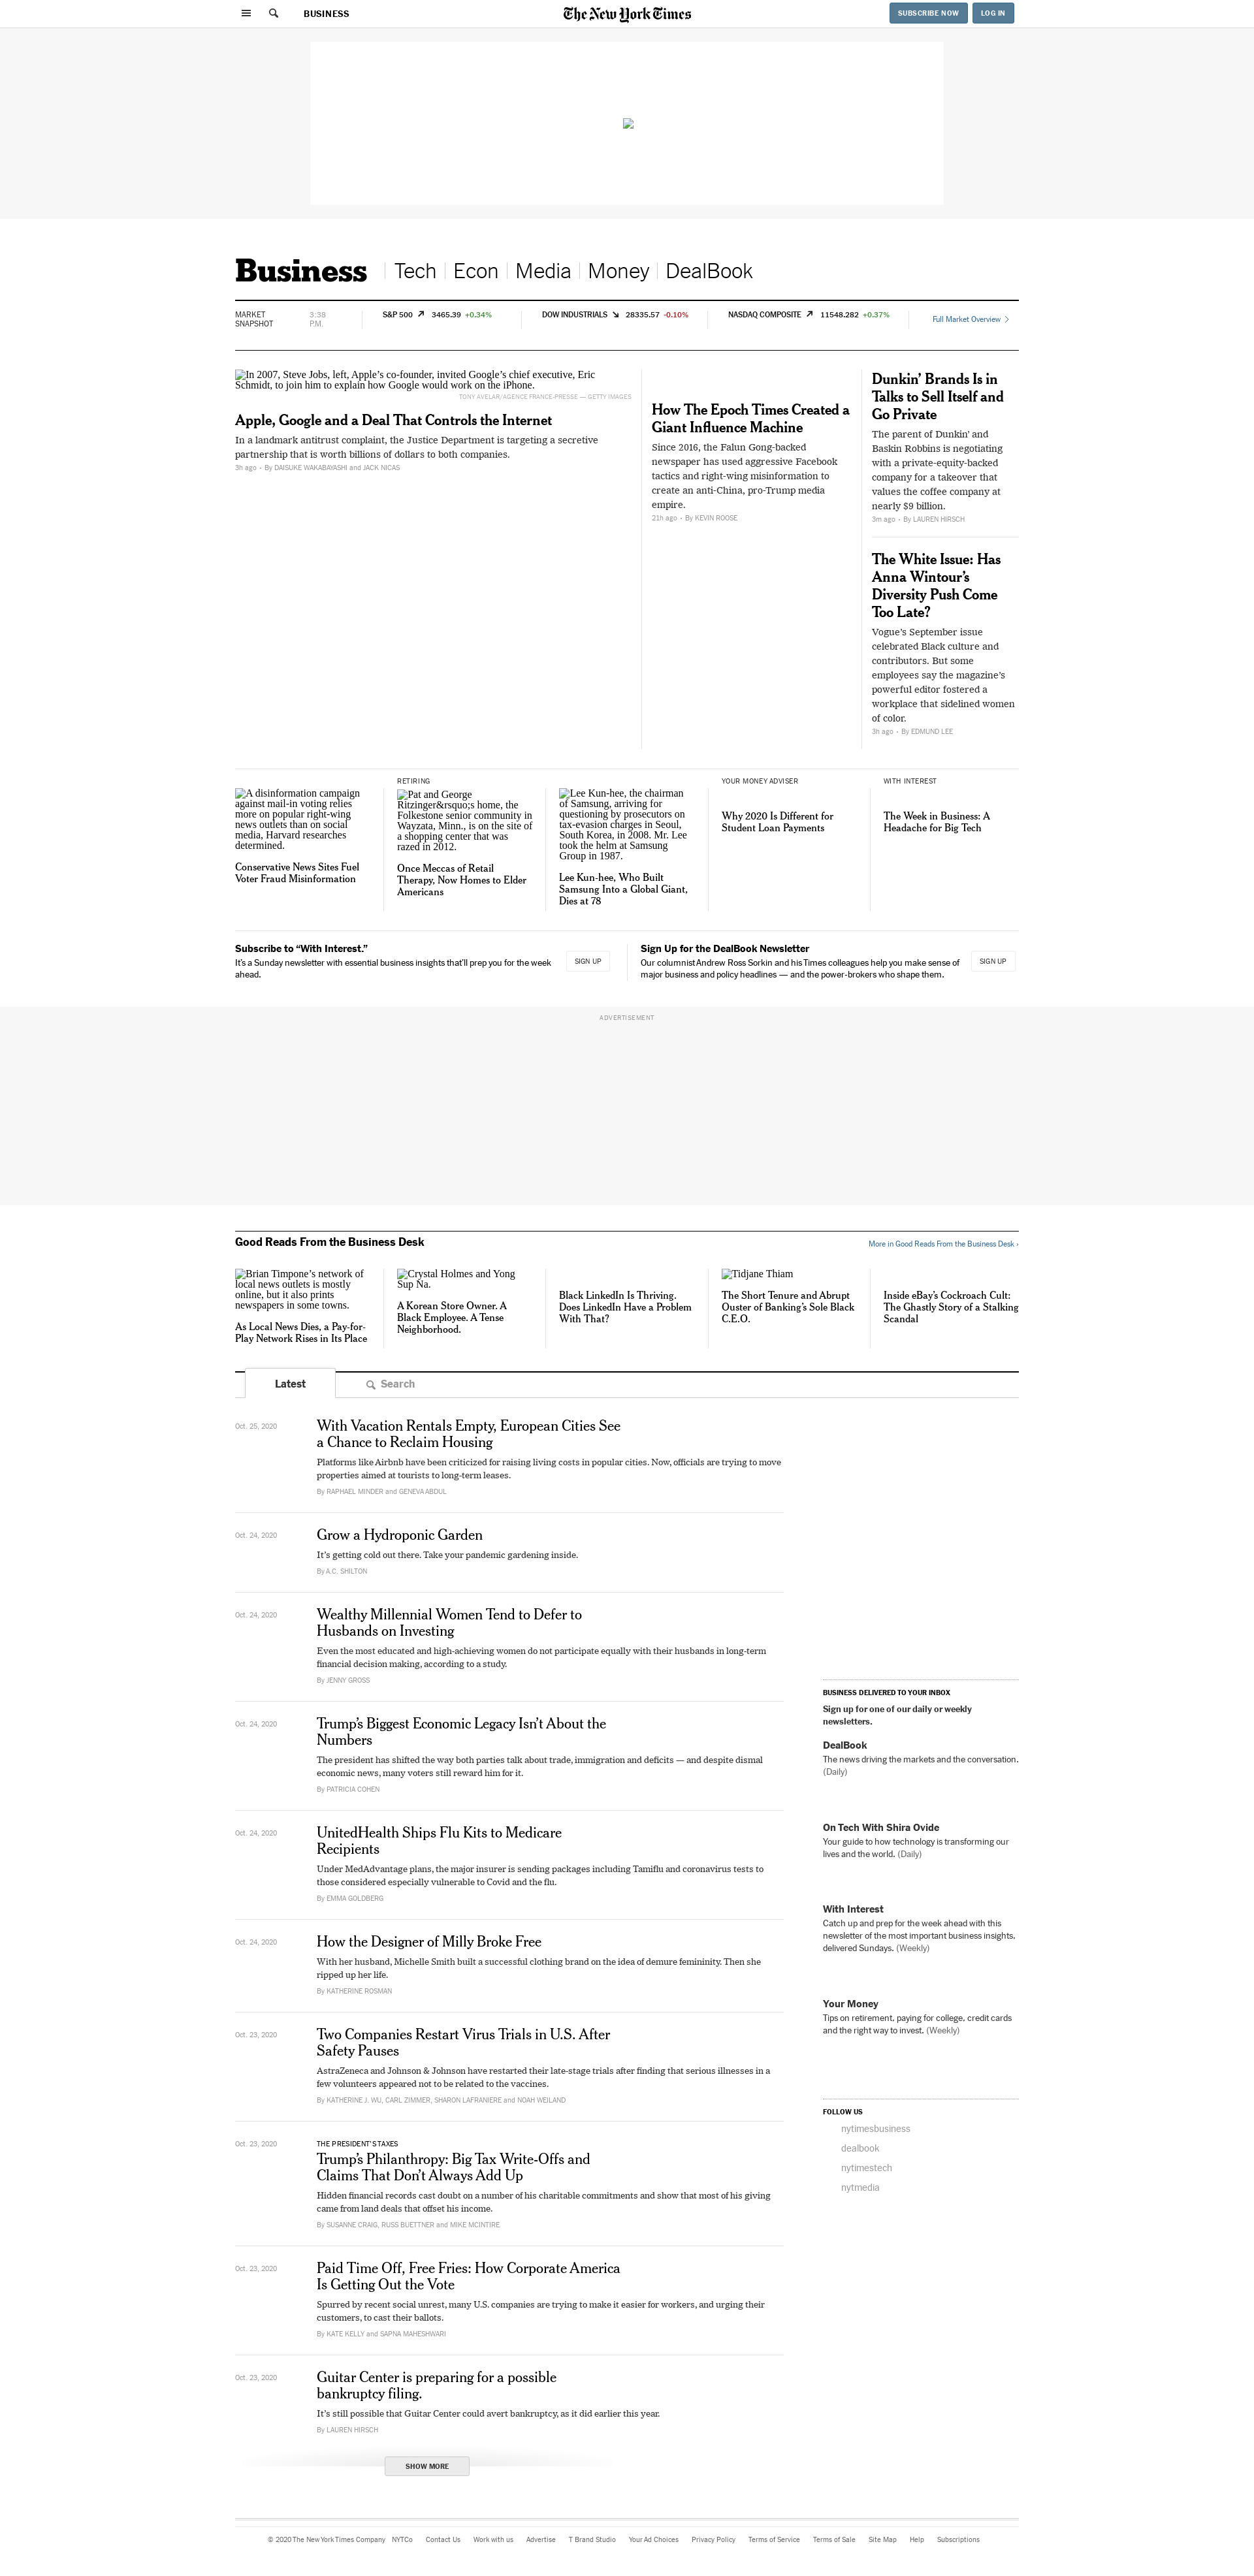 BUSINESS
The New York Times
SUBSCRIBE NOW
LOG IN
Business
Tech
Econ
Media
Money
DealBook
MARKET
SNAPSHOT
3:38
P.M.
S&P 500 3465.39 +0.34%
DOW INDUSTRIALS 28335.57 -0.10%
NASDAQ COMPOSITE 11548.282 +0.37%
Full Market Overview
In 2007, Steve Jobs, left, Apple’s co-founder, invited Google’s chief executive, Eric
Schmidt, to join him to explain how Google would work on the iPhone.
TONY AVELAR/AGENCE FRANCE-PRESSE — GETTY IMAGES
Apple, Google and a Deal That Controls the Internet
In a landmark antitrust complaint, the Justice Department is targeting a secretive
partnership that is worth billions of dollars to both companies.
3h ago • By DAISUKE WAKABAYASHI and JACK NICAS
How The Epoch Times Created a
Giant Influence Machine
Since 2016, the Falun Gong-backed
newspaper has used aggressive Facebook
tactics and right-wing misinformation to
create an anti-China, pro-Trump media
empire.
21h ago • By KEVIN ROOSE
Dunkin’ Brands Is in
Talks to Sell Itself and
Go Private
The parent of Dunkin’ and
Baskin Robbins is negotiating
with a private-equity-backed
company for a takeover that
values the coffee company at
nearly $9 billion.
3m ago • By LAUREN HIRSCH
The White Issue: Has
Anna Wintour’s
Diversity Push Come
Too Late?
Vogue’s September issue
celebrated Black culture and
contributors. But some
employees say the magazine’s
powerful editor fostered a
workplace that sidelined women
of color.
3h ago • By EDMUND LEE
A disinformation campaign
against mail-in voting relies
more on popular right-wing
news outlets than on social
media, Harvard researches
determined.
Conservative News Sites Fuel
Voter Fraud Misinformation
RETIRING
Pat and George
Ritzinger&rsquo;s home, the
Folkestone senior community in
Wayzata, Minn., is on the site of
a shopping center that was
razed in 2012.
Once Meccas of Retail
Therapy, Now Homes to Elder
Americans
Lee Kun-hee, the chairman
of Samsung, arriving for
questioning by prosecutors on
tax-evasion charges in Seoul,
South Korea, in 2008. Mr. Lee
took the helm at Samsung
Group in 1987.
Lee Kun-hee, Who Built
Samsung Into a Global Giant,
Dies at 78
YOUR MONEY ADVISER
Why 2020 Is Different for
Student Loan Payments
WITH INTEREST
The Week in Business: A
Headache for Big Tech
Subscribe to “With Interest.”
It’s a Sunday newsletter with essential business insights that’ll prep you for the week
ahead.
SIGN UP
Sign Up for the DealBook Newsletter
Our columnist Andrew Ross Sorkin and his Times colleagues help you make sense of
major business and policy headlines — and the power-brokers who shape them.
SIGN UP
ADVERTISEMENT
Good Reads From the Business Desk
More in Good Reads From the Business Desk ›
Brian Timpone’s network of
local news outlets is mostly
online, but it also prints
newspapers in some towns.
As Local News Dies, a Pay-for-
Play Network Rises in Its Place
Crystal Holmes and Yong
Sup Na.
A Korean Store Owner. A
Black Employee. A Tense
Neighborhood.
Black LinkedIn Is Thriving.
Does LinkedIn Have a Problem
With That?
Tidjane Thiam
The Short Tenure and Abrupt
Ouster of Banking’s Sole Black
C.E.O.
Inside eBay’s Cockroach Cult:
The Ghastly Story of a Stalking
Scandal
Latest
Search
Oct. 25, 2020
With Vacation Rentals Empty, European Cities See
a Chance to Reclaim Housing
Platforms like Airbnb have been criticized for raising living costs in popular cities. Now, officials are trying to move
properties aimed at tourists to long-term leases.
By RAPHAEL MINDER and GENEVA ABDUL
Oct. 24, 2020
Grow a Hydroponic Garden
It’s getting cold out there. Take your pandemic gardening inside.
By A.C. SHILTON
Oct. 24, 2020
Wealthy Millennial Women Tend to Defer to
Husbands on Investing
Even the most educated and high-achieving women do not participate equally with their husbands in long-term
financial decision making, according to a study.
By JENNY GROSS
Oct. 24, 2020
Trump’s Biggest Economic Legacy Isn’t About the
Numbers
The president has shifted the way both parties talk about trade, immigration and deficits — and despite dismal
economic news, many voters still reward him for it.
By PATRICIA COHEN
Oct. 24, 2020
UnitedHealth Ships Flu Kits to Medicare
Recipients
Under MedAdvantage plans, the major insurer is sending packages including Tamiflu and coronavirus tests to
those considered especially vulnerable to Covid and the flu.
By EMMA GOLDBERG
Oct. 24, 2020
How the Designer of Milly Broke Free
With her husband, Michelle Smith built a successful clothing brand on the idea of demure femininity. Then she
ripped up her life.
By KATHERINE ROSMAN
Oct. 23, 2020
Two Companies Restart Virus Trials in U.S. After
Safety Pauses
AstraZeneca and Johnson & Johnson have restarted their late-stage trials after finding that serious illnesses in a
few volunteers appeared not to be related to the vaccines.
By KATHERINE J. WU, CARL ZIMMER, SHARON LAFRANIERE and NOAH WEILAND
Oct. 23, 2020
THE PRESIDENT’S TAXES
Trump’s Philanthropy: Big Tax Write-Offs and
Claims That Don’t Always Add Up
Hidden financial records cast doubt on a number of his charitable commitments and show that most of his giving
came from land deals that offset his income.
By SUSANNE CRAIG, RUSS BUETTNER and MIKE MCINTIRE
Oct. 23, 2020
Paid Time Off, Free Fries: How Corporate America
Is Getting Out the Vote
Spurred by recent social unrest, many U.S. companies are trying to make it easier for workers, and urging their
customers, to cast their ballots.
By KATE KELLY and SAPNA MAHESHWARI
Oct. 23, 2020
Guitar Center is preparing for a possible
bankruptcy filing.
It’s still possible that Guitar Center could avert bankruptcy, as it did earlier this year.
By LAUREN HIRSCH
SHOW MORE
BUSINESS DELIVERED TO YOUR INBOX
Sign up for one of our daily or weekly
newsletters.
DealBook
The news driving the markets and the conversation.
(Daily)
On Tech With Shira Ovide
Your guide to how technology is transforming our
lives and the world. (Daily)
With Interest
Catch up and prep for the week ahead with this
newsletter of the most important business insights,
delivered Sundays. (Weekly)
Your Money
Tips on retirement, paying for college, credit cards
and the right way to invest. (Weekly)
FOLLOW US
nytimesbusiness
dealbook
nytimestech
nytmedia
© 2020 The New York Times Company NYTCo Contact Us Work with us Advertise T Brand Studio Your Ad Choices Privacy Policy Terms of Service Terms of Sale Site Map Help Subscriptions